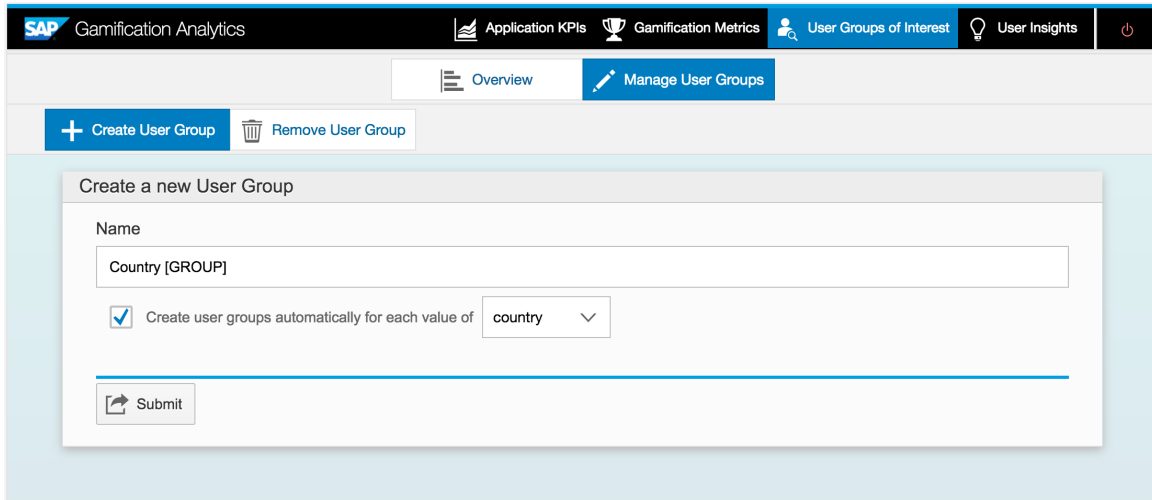 SAP Gamification Analytics Application KPIs Gamification Metrics User Groups of Interest User Insights
Overview Manage User Groups
Create User Group Remove User Group
Create a new User Group
Name
Country [GROUP]
Create user groups automatically for each value of country
Submit